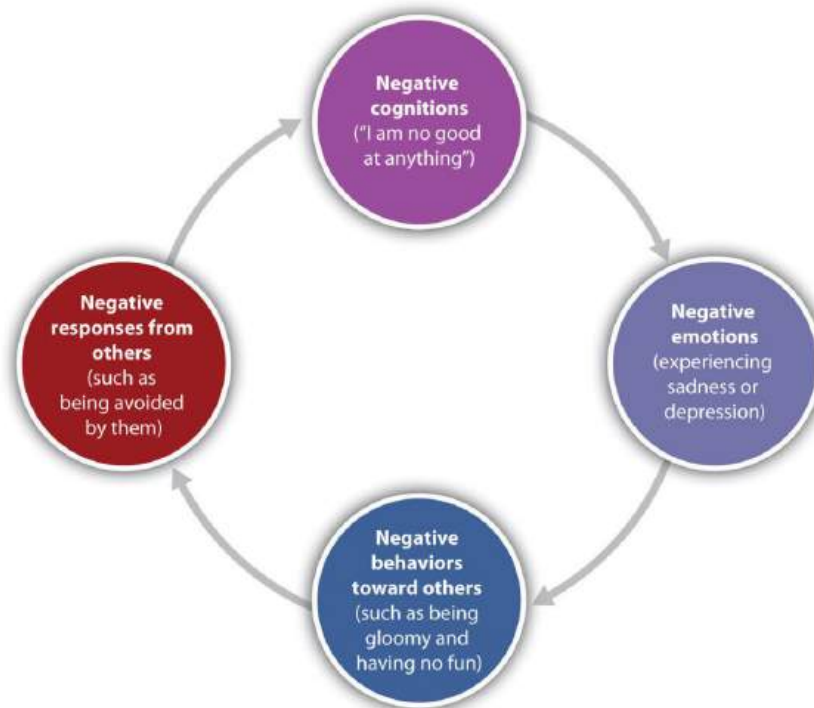 Negative
cognitions
("I am no good
at anything")
Negative
emotions
(experiencing
sadness or
depression)
Negative
behaviors
toward others
(such as being
gloomy and
having no fun)
Negative
responses from
others
(such as
being avoided
by them)